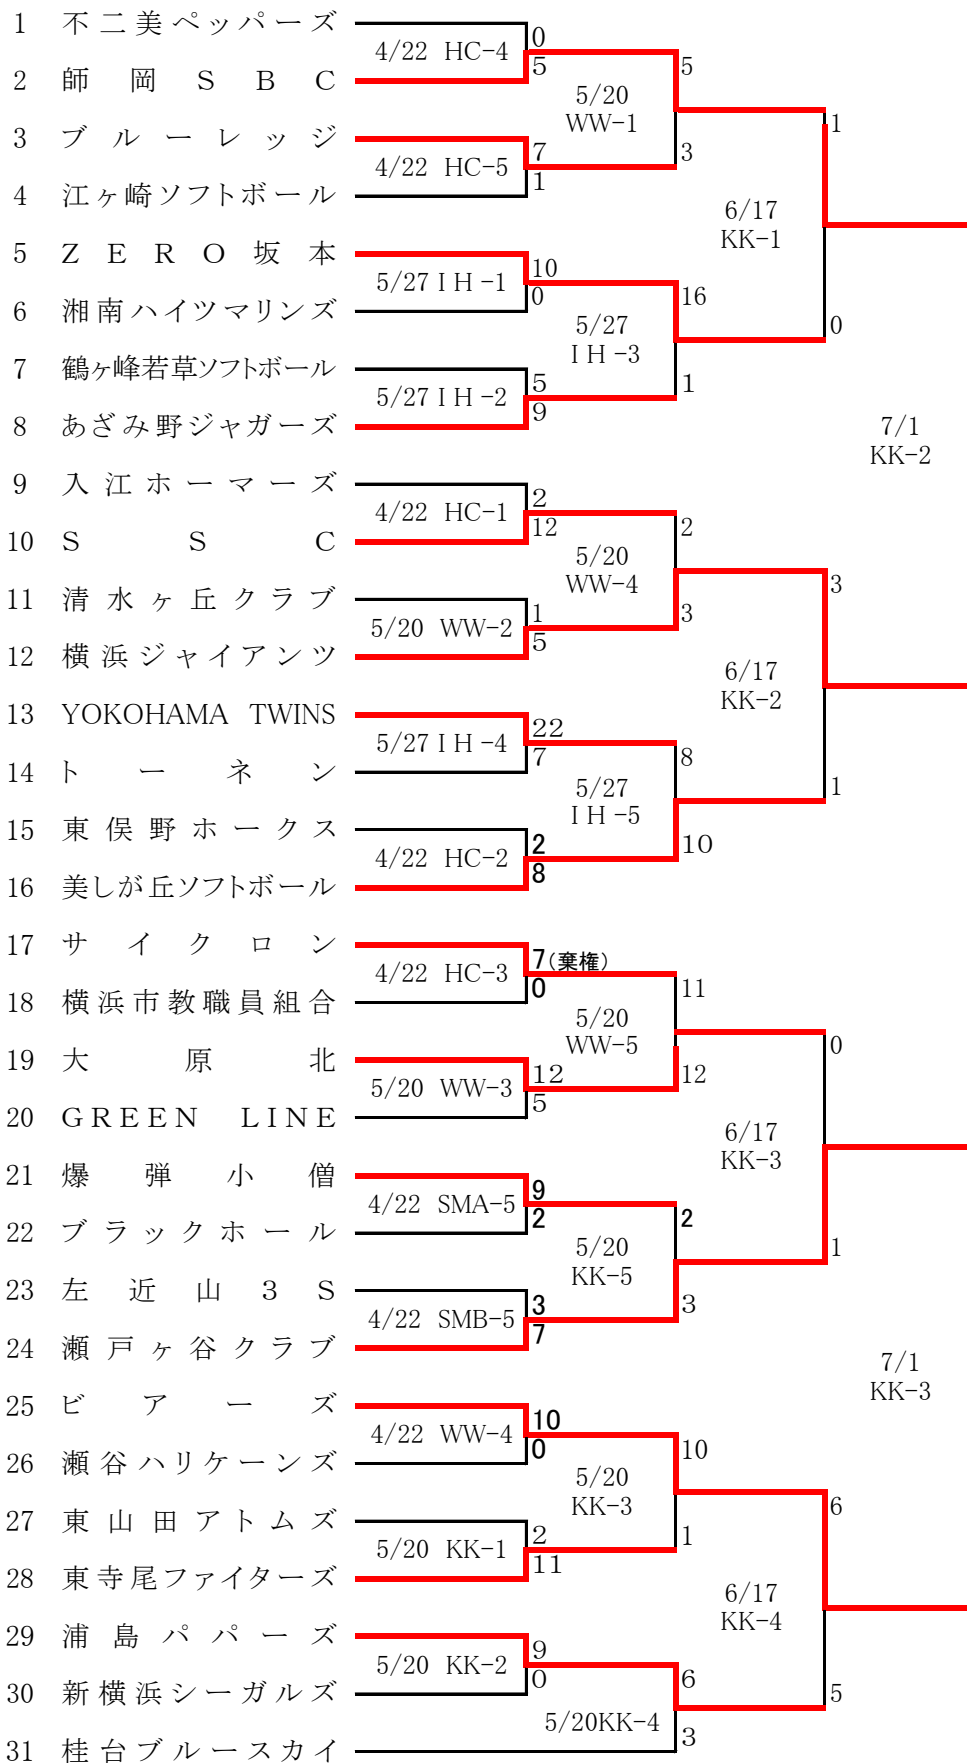 1 不二美ペッパーズ
0
4/22 HC-4
5
2 師岡SBC
5
5/20
WW-1
3 ブルーレッジ
7
4/22 HC-5
3
1
4 江ヶ崎ソフトボール
1
6/17
KK-1
5 ZERO坂本
10
5/27 IH-1
0
16
6 湘南ハイツマリンズ
5/27
IH-3
0
7 鶴ヶ峰若草ソフトボール
5
5/27 IH-2
1
9
8 あざみ野ジャガーズ
7/1
KK-2
9 入江ホーマーズ
2
4/22 HC-1
12
2
10 SSC
5/20
WW-4
11 清水ヶ丘クラブ
1
5/20 WW-2
3
5
12 横浜ジャイアンツ
3
6/17
KK-2
13 YOKOHAMA TWINS
22
5/27 IH-4
7
8
14 トーネン
5/27
IH-5
1
15 東俣野ホークス
2
4/22 HC-2
10
8
16 美しが丘ソフトボール
17 サイクロン
7(棄権)
4/22 HC-3
0
11
18 横浜市教職員組合
5/20
WW-5
19 大原北
12
5/20 WW-3
12
5
20 GREEN LINE
0
6/17
KK-3
21 爆弾小僧
9
4/22 SMA-5
2
2
22 ブラックホール
5/20
KK-5
1
23 左近山3S
3
4/22 SMB-5
3
7
24 瀬戸ヶ谷クラブ
7/1
KK-3
25 ビアーズ
10
4/22 WW-4
0
10
26 瀬谷ハリケーンズ
5/20
KK-3
27 東山田アトムズ
2
5/20 KK-1
1
11
28 東寺尾ファイターズ
6
6/17
KK-4
29 浦島パパーズ
9
5/20 KK-2
0
6
30 新横浜シーガルズ
5
5/20KK-4
3
31 桂台ブルースカイ